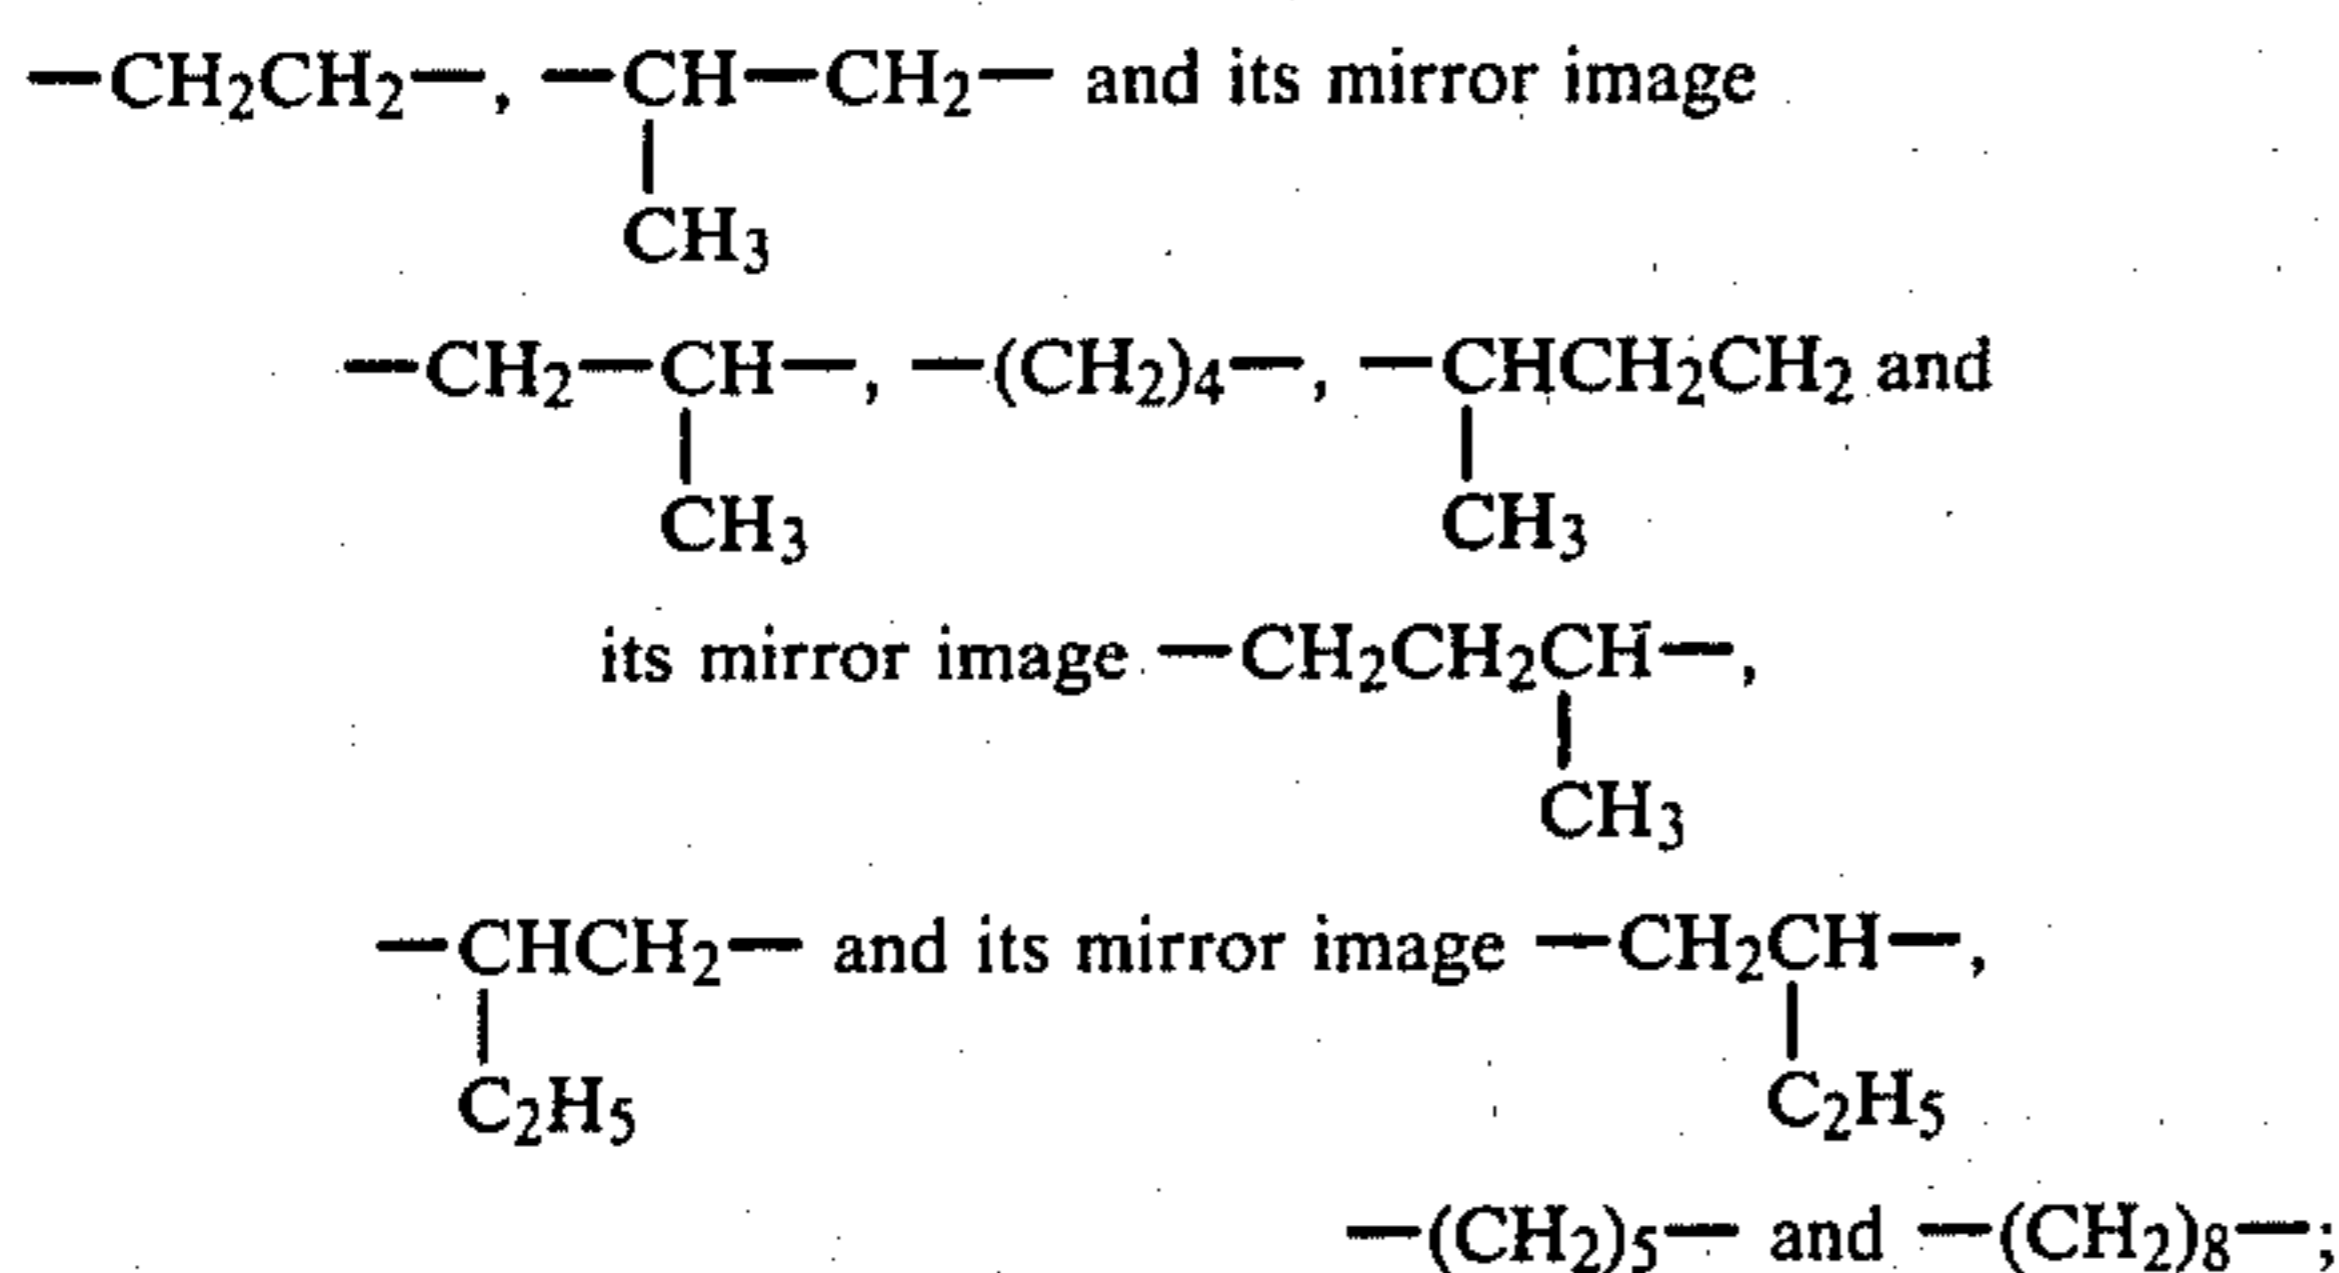 —CH₂CH₂—, —CH—CH₂— and its mirror image
|
CH₃
—CH₂—CH—, —(CH₂)₄—, —CHCH₂CH₂ and
| |
CH₃ CH₃
its mirror image —CH₂CH₂CH—,
|
CH₃
—CHCH₂— and its mirror image —CH₂CH—,
| |
C₂H₅ C₂H₅
—(CH₂)₅— and —(CH₂)₈—;